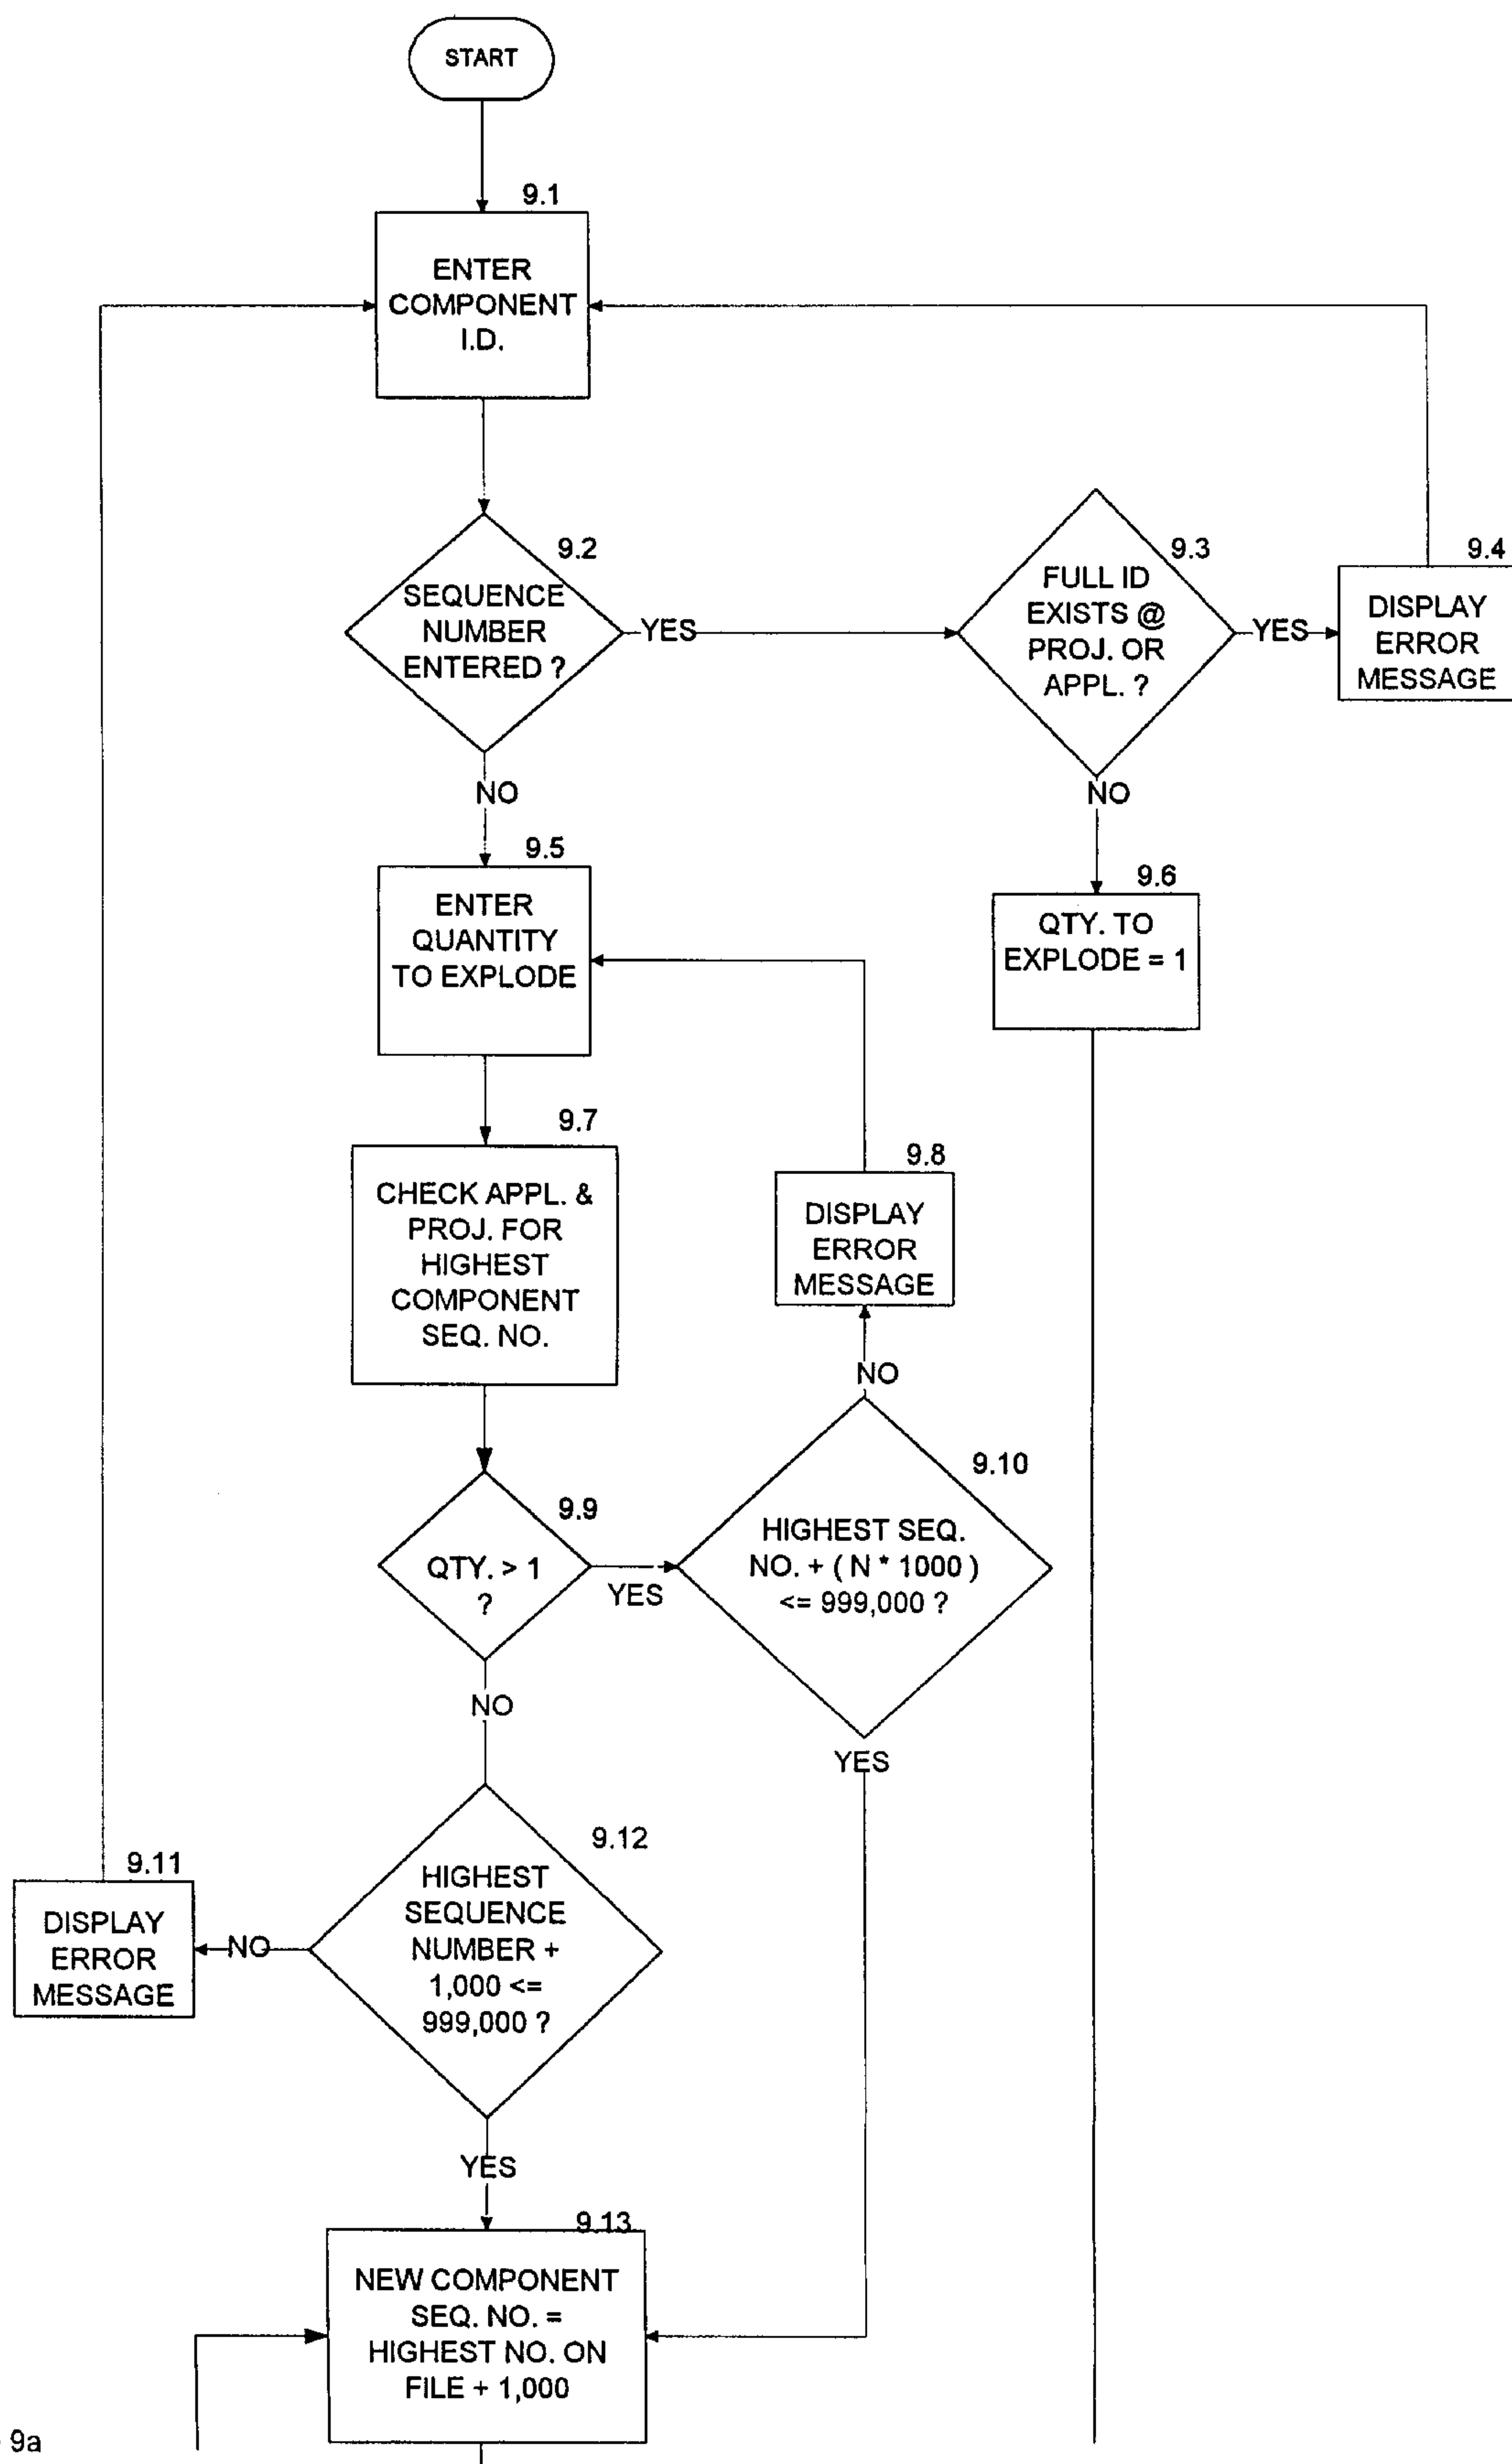 START
9.1
ENTER
COMPONENT
I.D.
9.2
SEQUENCE
NUMBER
ENTERED ?
YES
9.3
FULL ID
EXISTS @
PROJ. OR
APPL. ?
YES
9.4
DISPLAY
ERROR
MESSAGE
NO
NO
9.5
ENTER
QUANTITY
TO EXPLODE
9.6
QTY. TO
EXPLODE = 1
9.7
CHECK APPL. &
PROJ. FOR
HIGHEST
COMPONENT
SEQ. NO.
9.8
DISPLAY
ERROR
MESSAGE
NO
9.9
QTY. > 1
?
YES
9.10
HIGHEST SEQ.
NO. + ( N * 1000 )
<= 999,000 ?
NO
YES
9.11
DISPLAY
ERROR
MESSAGE
NO
9.12
HIGHEST
SEQUENCE
NUMBER +
1,000 <=
999,000 ?
YES
9.13
NEW COMPONENT
SEQ. NO. =
HIGHEST NO. ON
FILE + 1,000
9a